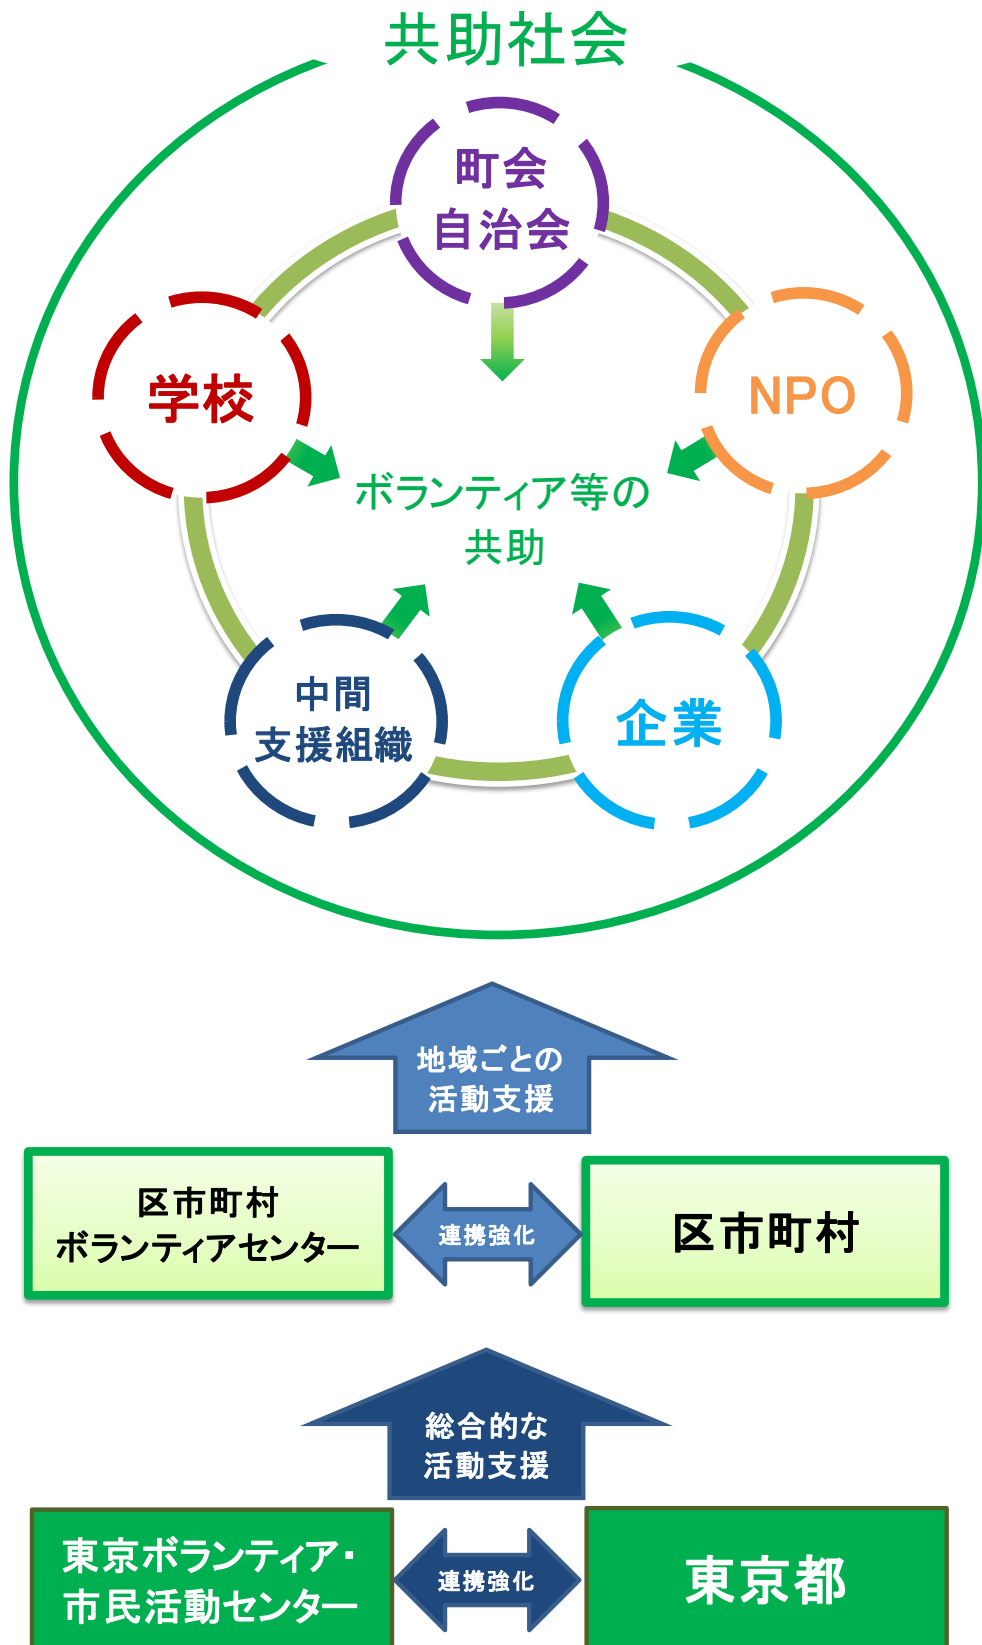 共助社会
町会
自治会
学校
NPO
ボランティア等の
共助
中間
支援組織
企業
地域ごとの
活動支援
区市町村
ボランティアセンター
連携強化
区市町村
総合的な
活動支援
東京ボランティア・
市民活動センター
連携強化
東京都